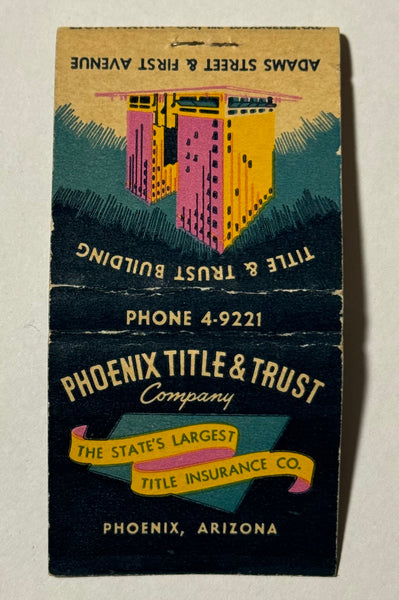 ADAMS STREET & FIRST AVENUE
TITLE & TRUST BUILDING
PHONE 4-9221
PHOENIX TITLE & TRUST
Company
THE STATE'S LARGEST
TITLE INSURANCE CO.
PHOENIX, ARIZONA